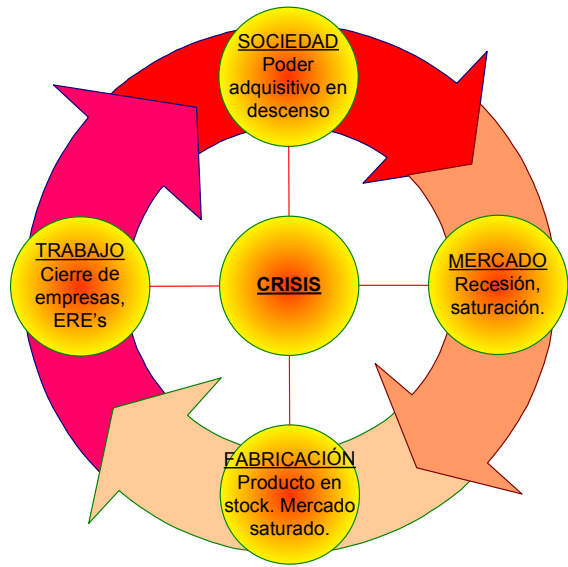 SOCIEDAD
Poder
adquisitivo en
descenso
TRABAJO
Cierre de
empresas,
ERE's
CRISIS
MERCADO
Recesión,
saturación.
FABRICACIÓN
Producto en
stock. Mercado
saturado.